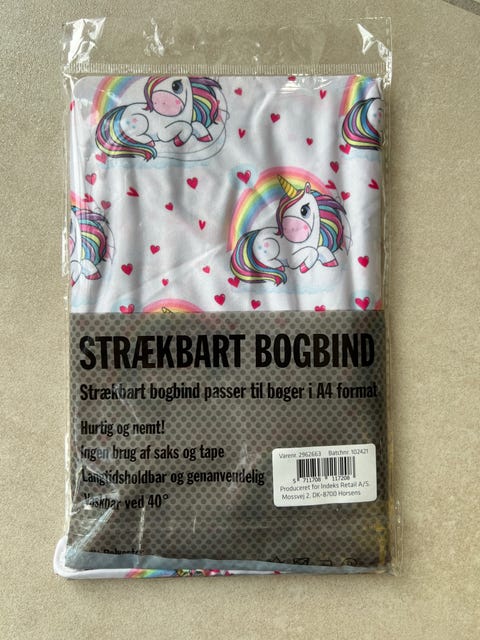 STRÆKBART BOGBIND
Strækbart bogbind passer til bøger i A4 format
Hurtig og nemt!
Ingen brug af saks og tape
Langtidsholdbar og genanvendelig
Vaskbar ved 40°
Varenr. 2962663 Batchnr. 102421
5 711708 117208
Produceret for Indeks Retail A/S.
Mossvej 2, DK-8700 Horsens
Polyester